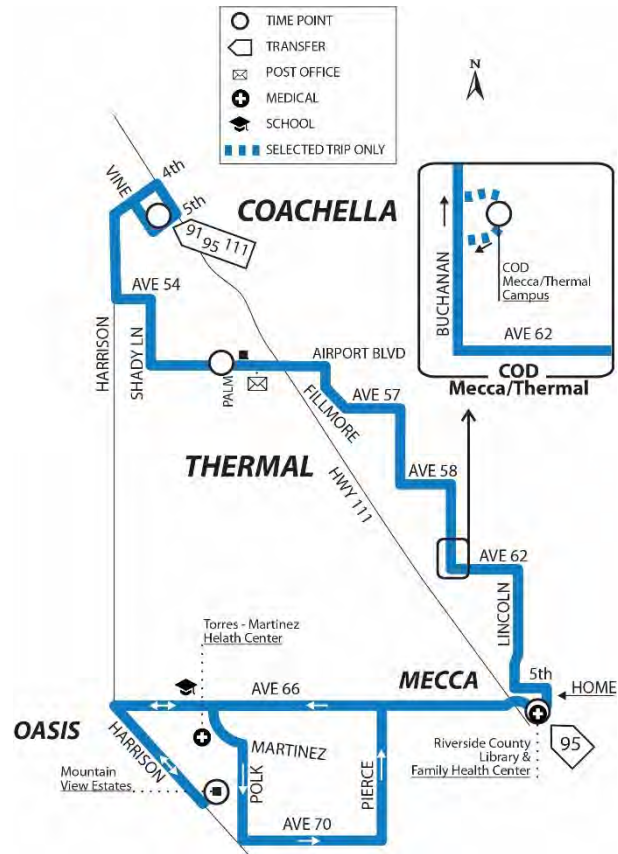 TIME POINT
TRANSFER
POST OFFICE
MEDICAL
SCHOOL
SELECTED TRIP ONLY
N
4th
VINE
5th
COACHELLA
91
95
111
BUCHANAN
COD
Mecca/Thermal
Campus
AVE 62
COD
Mecca/Thermal
AVE 54
HARRISON
SHADY LN
AIRPORT BLVD
PALM
FILLMORE
AVE 57
THERMAL
HWY 111
AVE 58
AVE 62
LINCOLN
Torres - Martinez
Helath Center
5th
HOME
MECCA
AVE 66
OASIS
HARRISON
MARTINEZ
POLK
PIERCE
95
Riverside County
Library &
Family Health Center
Mountain
View Estates
AVE 70